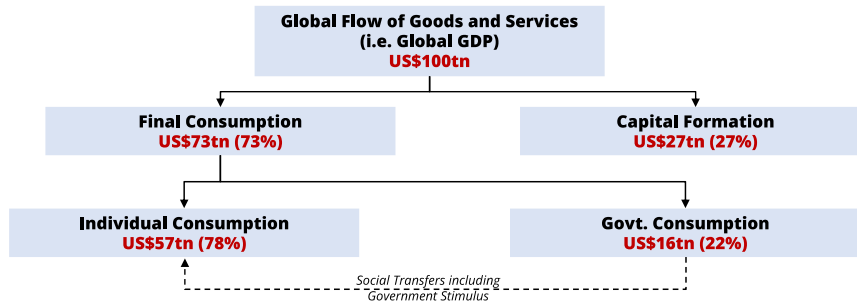 Global Flow of Goods and Services
(i.e. Global GDP)
US$100tn
Final Consumption
US$73tn (73%)
Capital Formation
US$27tn (27%)
Individual Consumption
US$57tn (78%)
Govt. Consumption
US$16tn (22%)
Social Transfers including
Government Stimulus